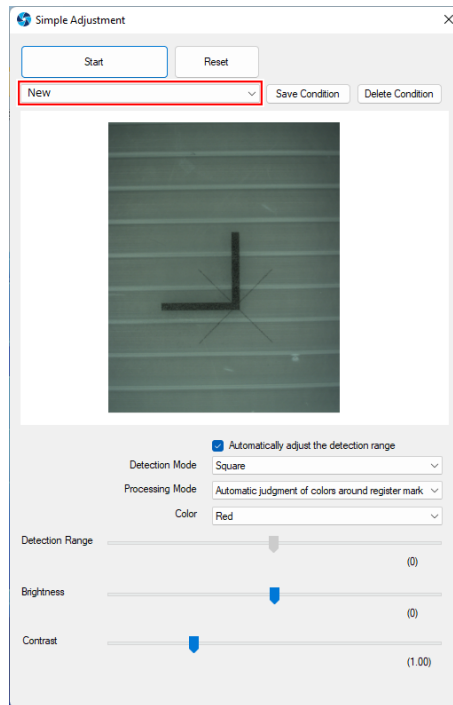 Simple Adjustment
Start
Reset
New
Save Condition
Delete Condition
Automatically adjust the detection range
Detection Mode
Square
Processing Mode
Automatic judgment of colors around register mark
Color
Red
Detection Range
(0)
Brightness
(0)
Contrast
(1.00)